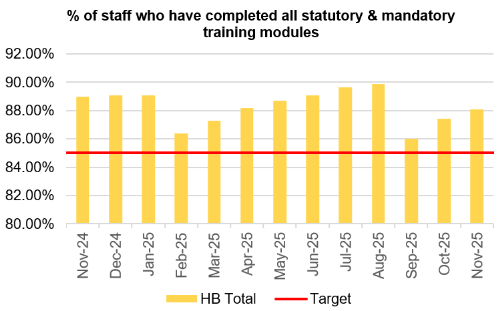 % of staff who have completed all statutory & mandatory
training modules
92.00%
90.00%
88.00%
86.00%
84.00%
82.00%
80.00%
Nov-24
Dec-24
Jan-25
Feb-25
Mar-25
Apr-25
May-25
Jun-25
Jul-25
Aug-25
Sep-25
Oct-25
Nov-25
HB Total
Target